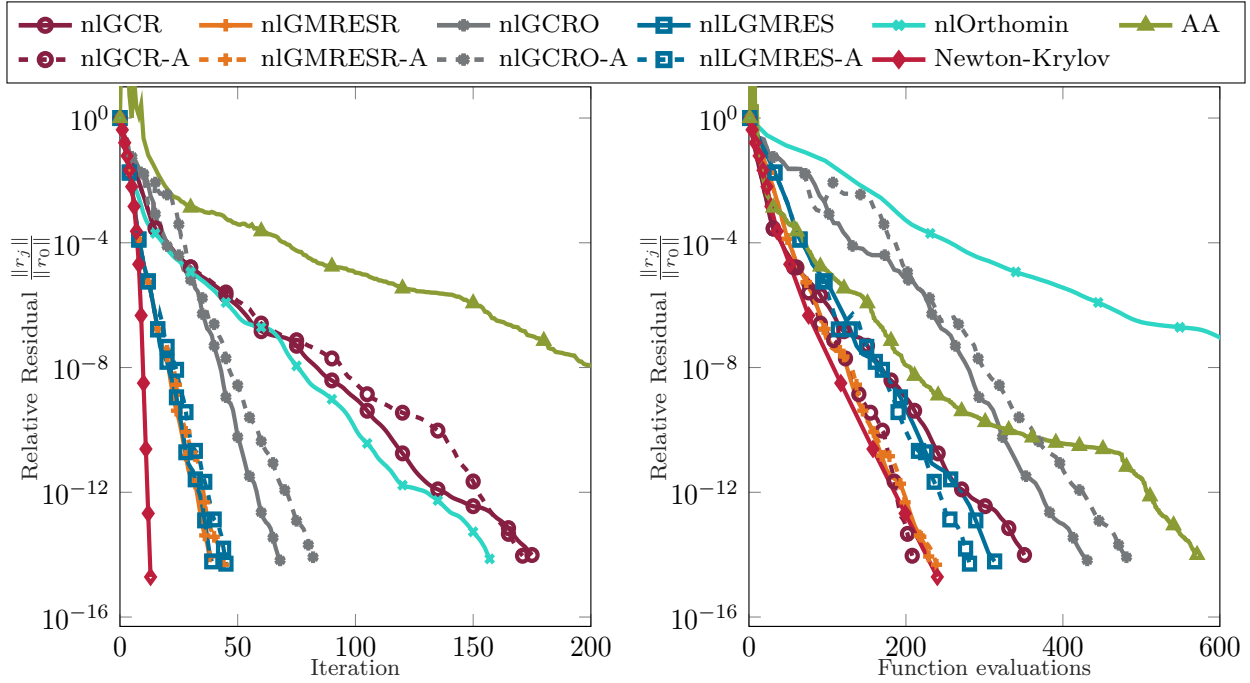 nlGCR nlGMRESR nlGCRO nlLGMRES nlOrthomin AA
nlGCR-A nlGMRESR-A nlGCRO-A nlLGMRES-A Newton-Krylov
Relative Residual ||r_j|| / ||r_0||
10^0
10^−4
10^−8
10^−12
10^−16
0 50 100 150 200
Iteration
Relative Residual ||r_j|| / ||r_0||
10^0
10^−4
10^−8
10^−12
10^−16
0 200 400 600
Function evaluations